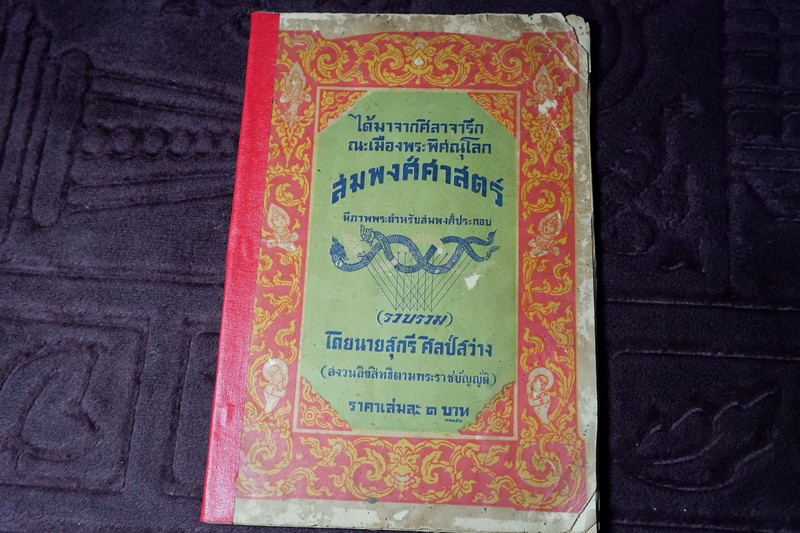 ได้มาจากศิลาจารึก
ณะเมืองพระพิศณุโลก
สมพงศ์ศาสตร์
มีภาพพระตำหรับสมพงศ์ประกอบ
(รวบรวม)
โดยนายสุกรี ศิลป์สว่าง
(สงวนลิขสิทธิตามพระราชบัญญัติ)
ราคาเล่มละ ๓ บาท